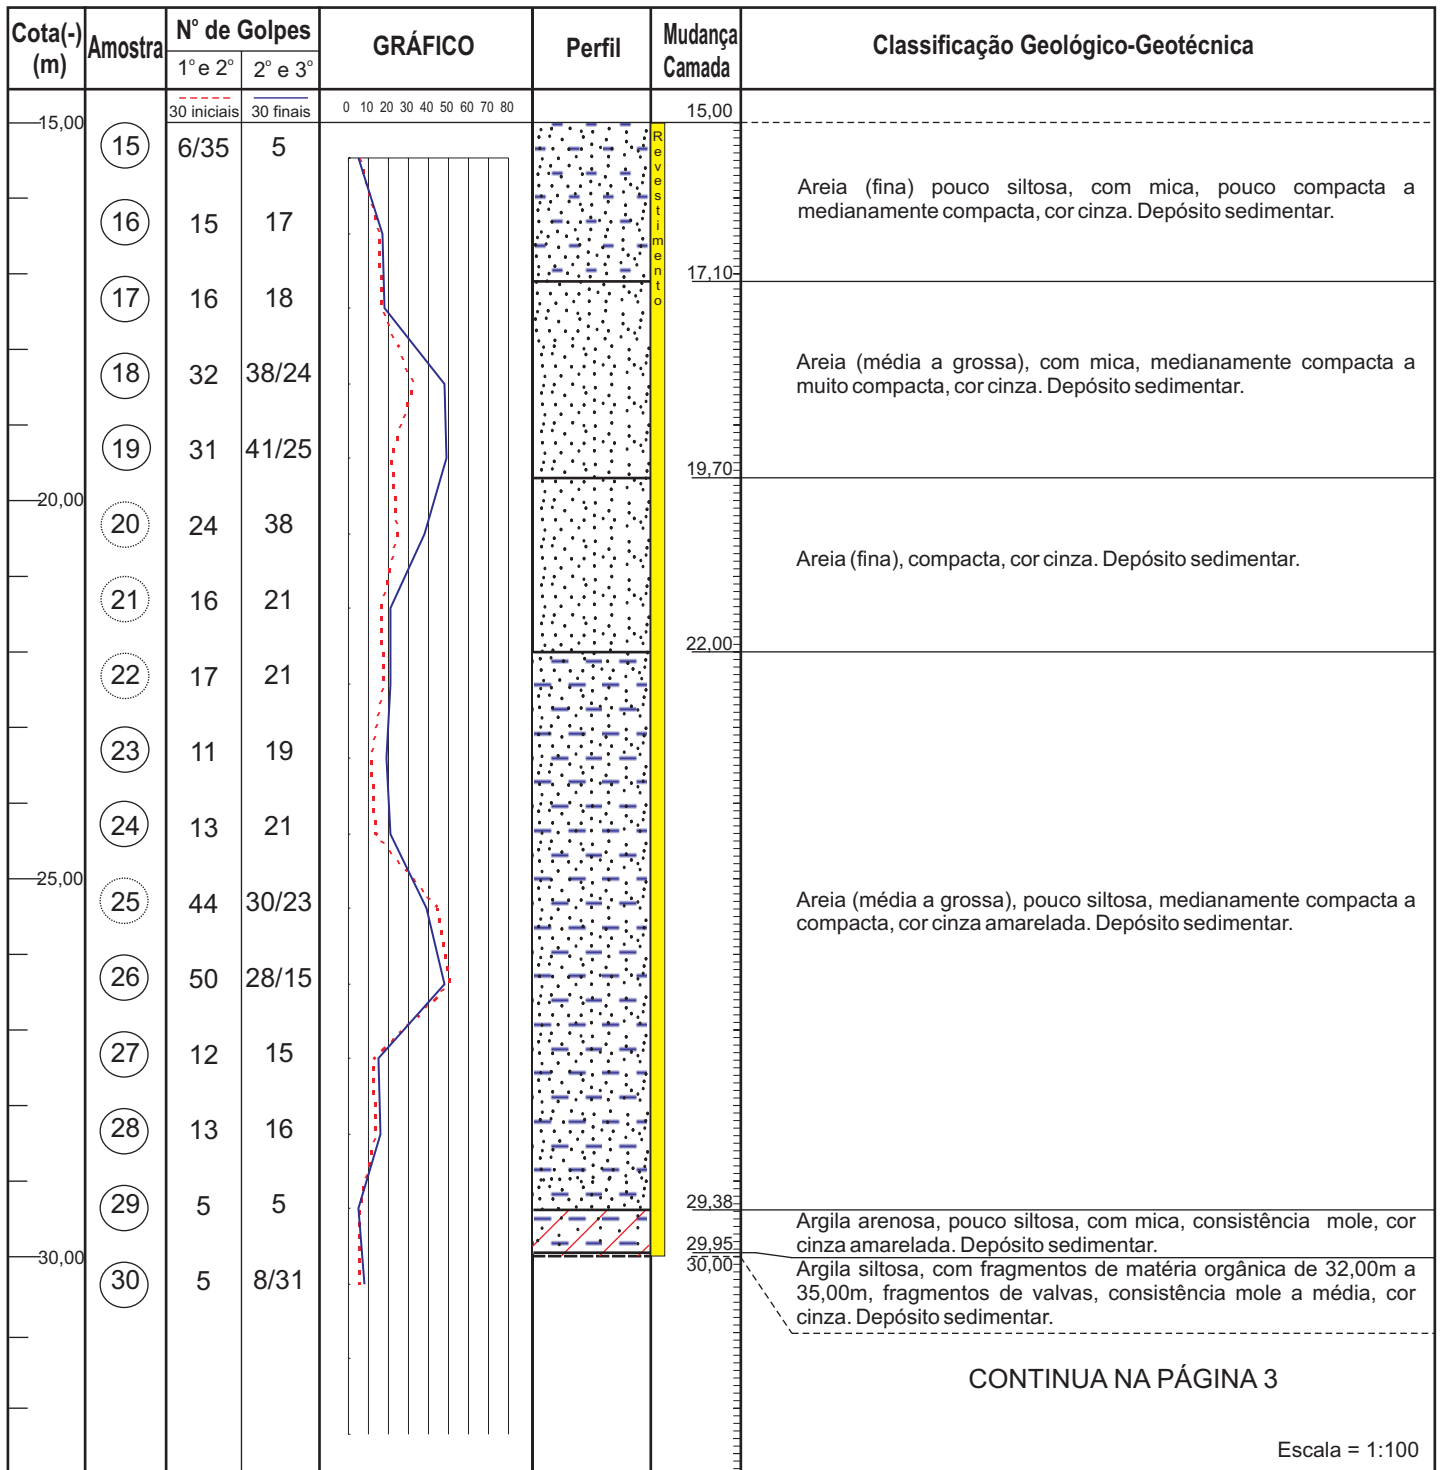 Cota(-) (m) Amostra N° de Golpes GRÁFICO Perfil Mudança Camada Classificação Geológico-Geotécnica
1° e 2° 2° e 3°
30 iniciais 30 finais 0 10 20 30 40 50 60 70 80 15,00
15,00
15 6/35 5
Revestimento
Areia (fina) pouco siltosa, com mica, pouco compacta a
medianamente compacta, cor cinza. Depósito sedimentar.
16 15 17
17,10
17 16 18
Areia (média a grossa), com mica, medianamente compacta a
muito compacta, cor cinza. Depósito sedimentar.
18 32 38/24
19 31 41/25
19,70
20,00
20 24 38
Areia (fina), compacta, cor cinza. Depósito sedimentar.
21 16 21
22,00
22 17 21
23 11 19
24 13 21
25,00
25 44 30/23
Areia (média a grossa), pouco siltosa, medianamente compacta a
compacta, cor cinza amarelada. Depósito sedimentar.
26 50 28/15
27 12 15
28 13 16
29 5 5
29,38
Argila arenosa, pouco siltosa, com mica, consistência mole, cor
cinza amarelada. Depósito sedimentar.
29,95
30,00
30,00
Argila siltosa, com fragmentos de matéria orgânica de 32,00m a
35,00m, fragmentos de valvas, consistência mole a média, cor
cinza. Depósito sedimentar.
30 5 8/31
CONTINUA NA PÁGINA 3
Escala = 1:100